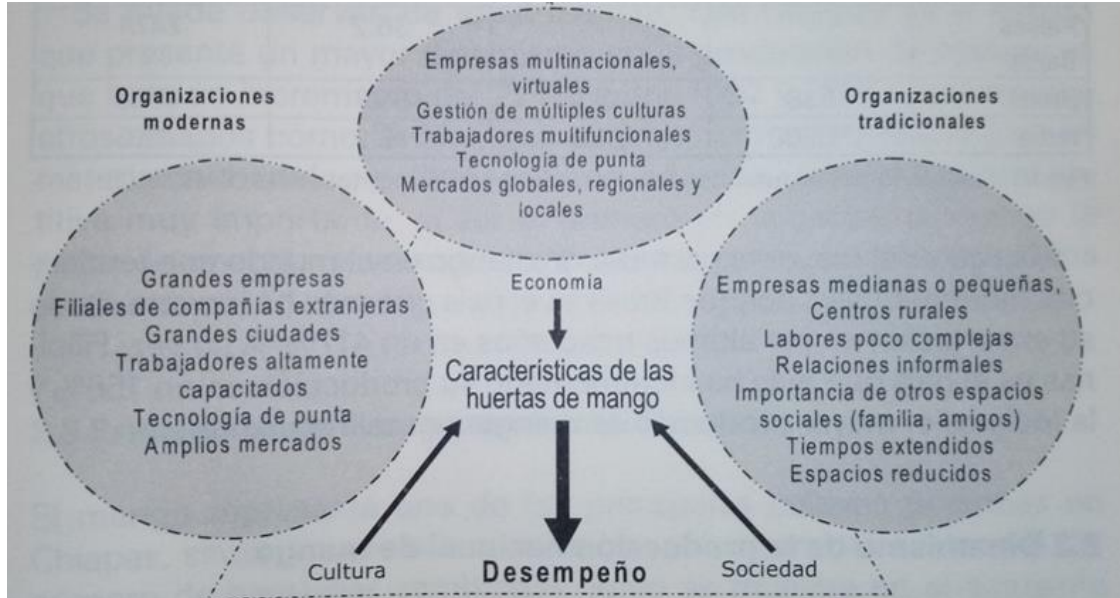 Empresas multinacionales,
virtuales
Gestión de múltiples culturas
Trabajadores multifuncionales
Tecnología de punta
Mercados globales, regionales y
locales
Organizaciones
modernas
Organizaciones
tradicionales
Grandes empresas
Filiales de compañías extranjeras
Grandes ciudades
Trabajadores altamente
capacitados
Tecnología de punta
Amplios mercados
Economía
Características de las
huertas de mango
Empresas medianas o pequeñas,
Centros rurales
Labores poco complejas
Relaciones informales
Importancia de otros espacios
sociales (familia, amigos)
Tiempos extendidos
Espacios reducidos
Cultura
Desempeño
Sociedad